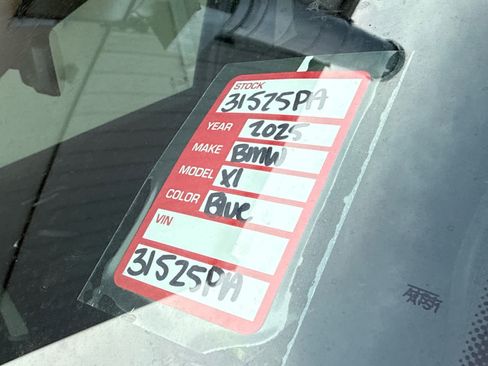 STOCK
31525PA
YEAR 2025
MAKE BMW
MODEL X1
COLOR Blue
VIN
31525PA